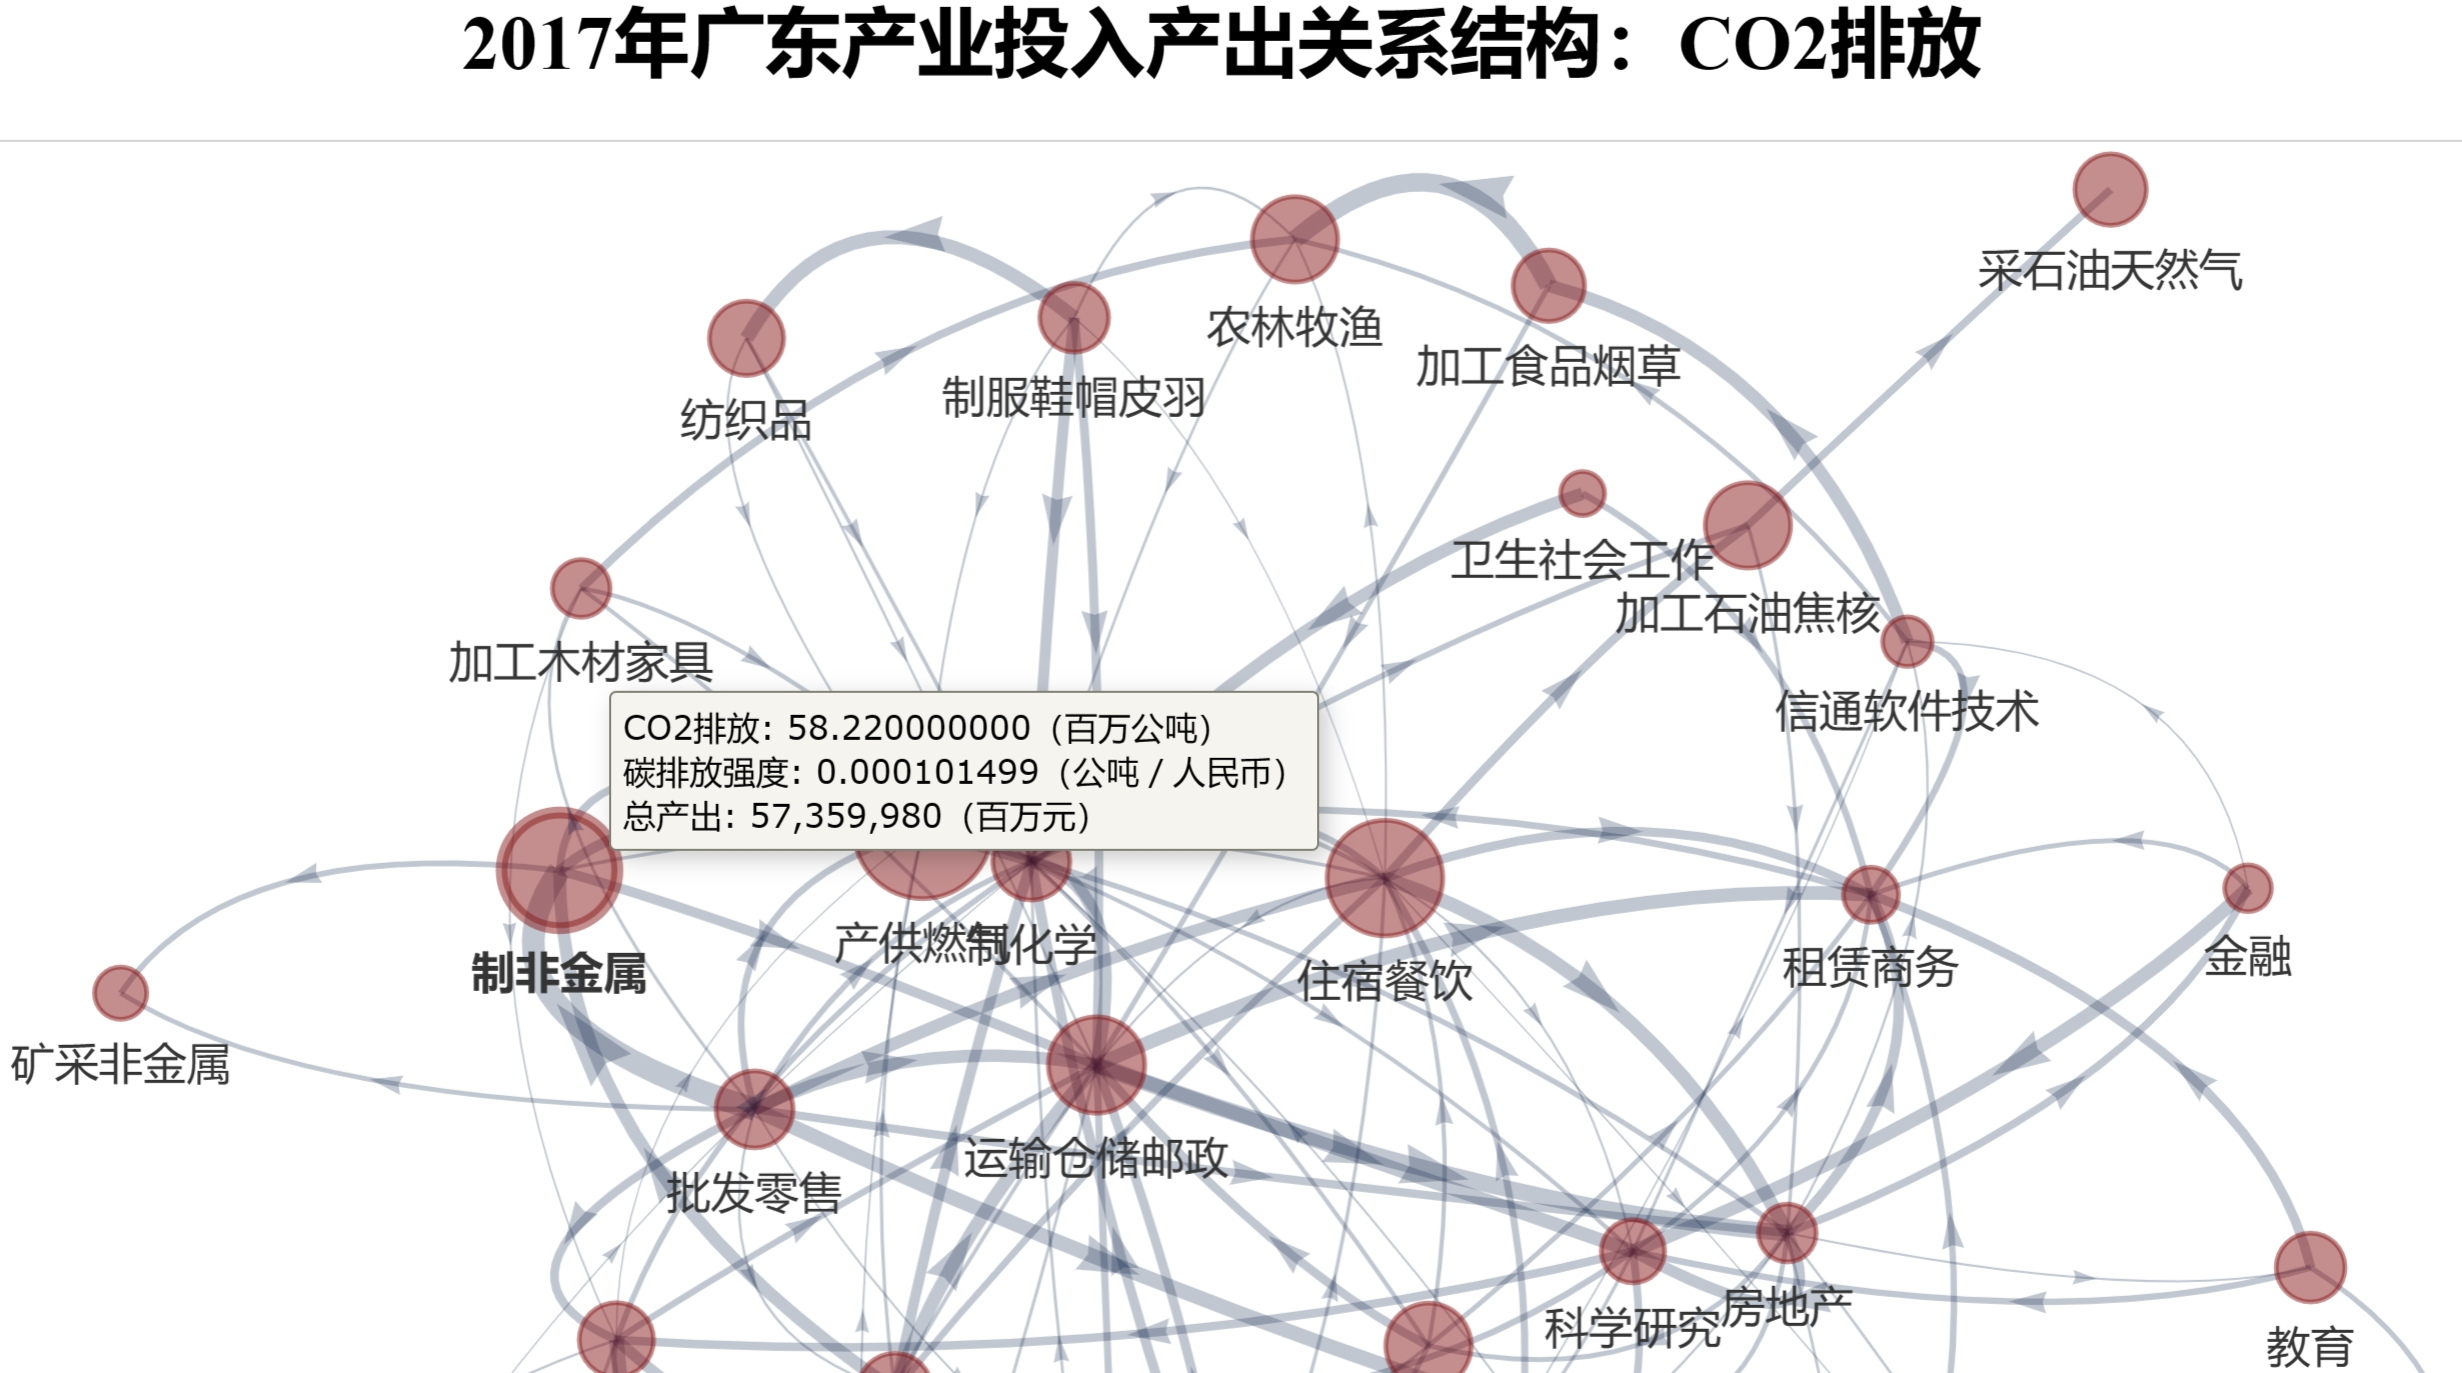 2017年广东产业投入产出关系结构：CO2排放
采石油天然气
农林牧渔
加工食品烟草
制服鞋帽皮羽
纺织品
卫生社会工作
加工石油焦核
加工木材家具
信通软件技术
CO2排放: 58.220000000（百万公吨）
碳排放强度: 0.000101499（公吨 / 人民币）
总产出: 57,359,980（百万元）
产供燃气
制化学
制非金属
住宿餐饮
租赁商务
金融
矿采非金属
运输仓储邮政
批发零售
科学研究
房地产
教育